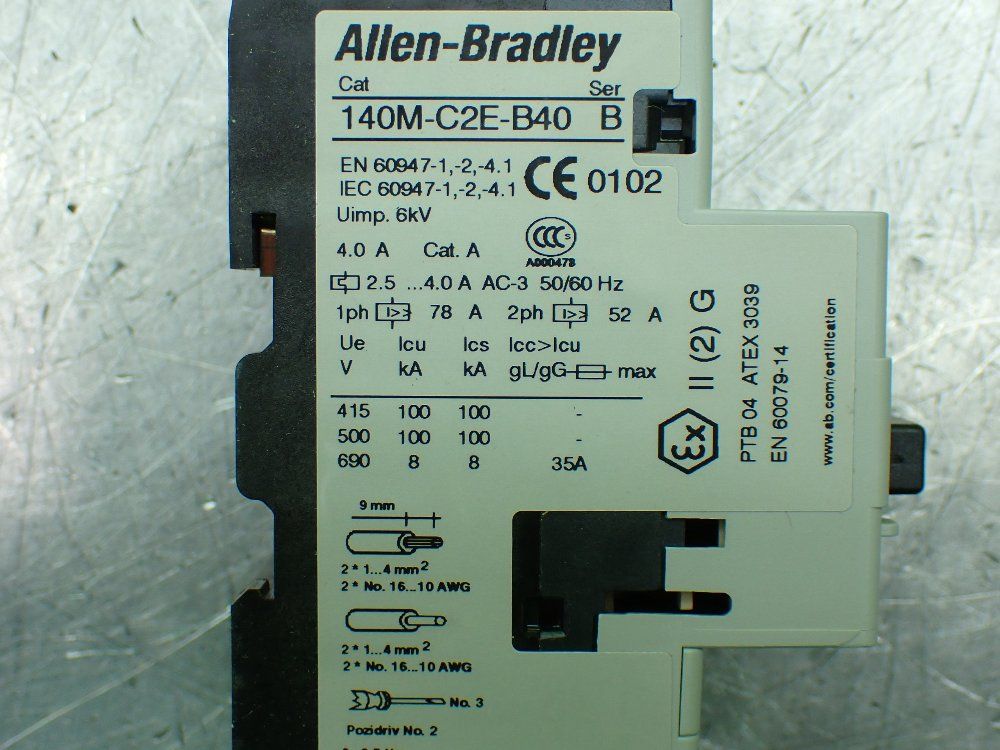 Allen-Bradley
Cat Ser
140M-C2E-B40 B
EN 60947-1,-2,-4.1
IEC 60947-1,-2,-4.1
CE 0102
Uimp. 6kV
CCC S
A000478
4.0 A Cat. A
2.5 ...4.0 A AC-3 50/60 Hz
1ph I> 78 A 2ph I> 52 A
Ue Icu Ics Icc>Icu
V kA kA gL/gG max
415 100 100 -
500 100 100 -
690 8 8 35A
9 mm
2 * 1...4 mm²
2 * No. 16...10 AWG
2 * 1...4 mm²
2 * No. 16...10 AWG
No. 3
Pozidriv No. 2
Ex II (2) G
PTB 04 ATEX 3039
EN 60079-14
www.ab.com/certification